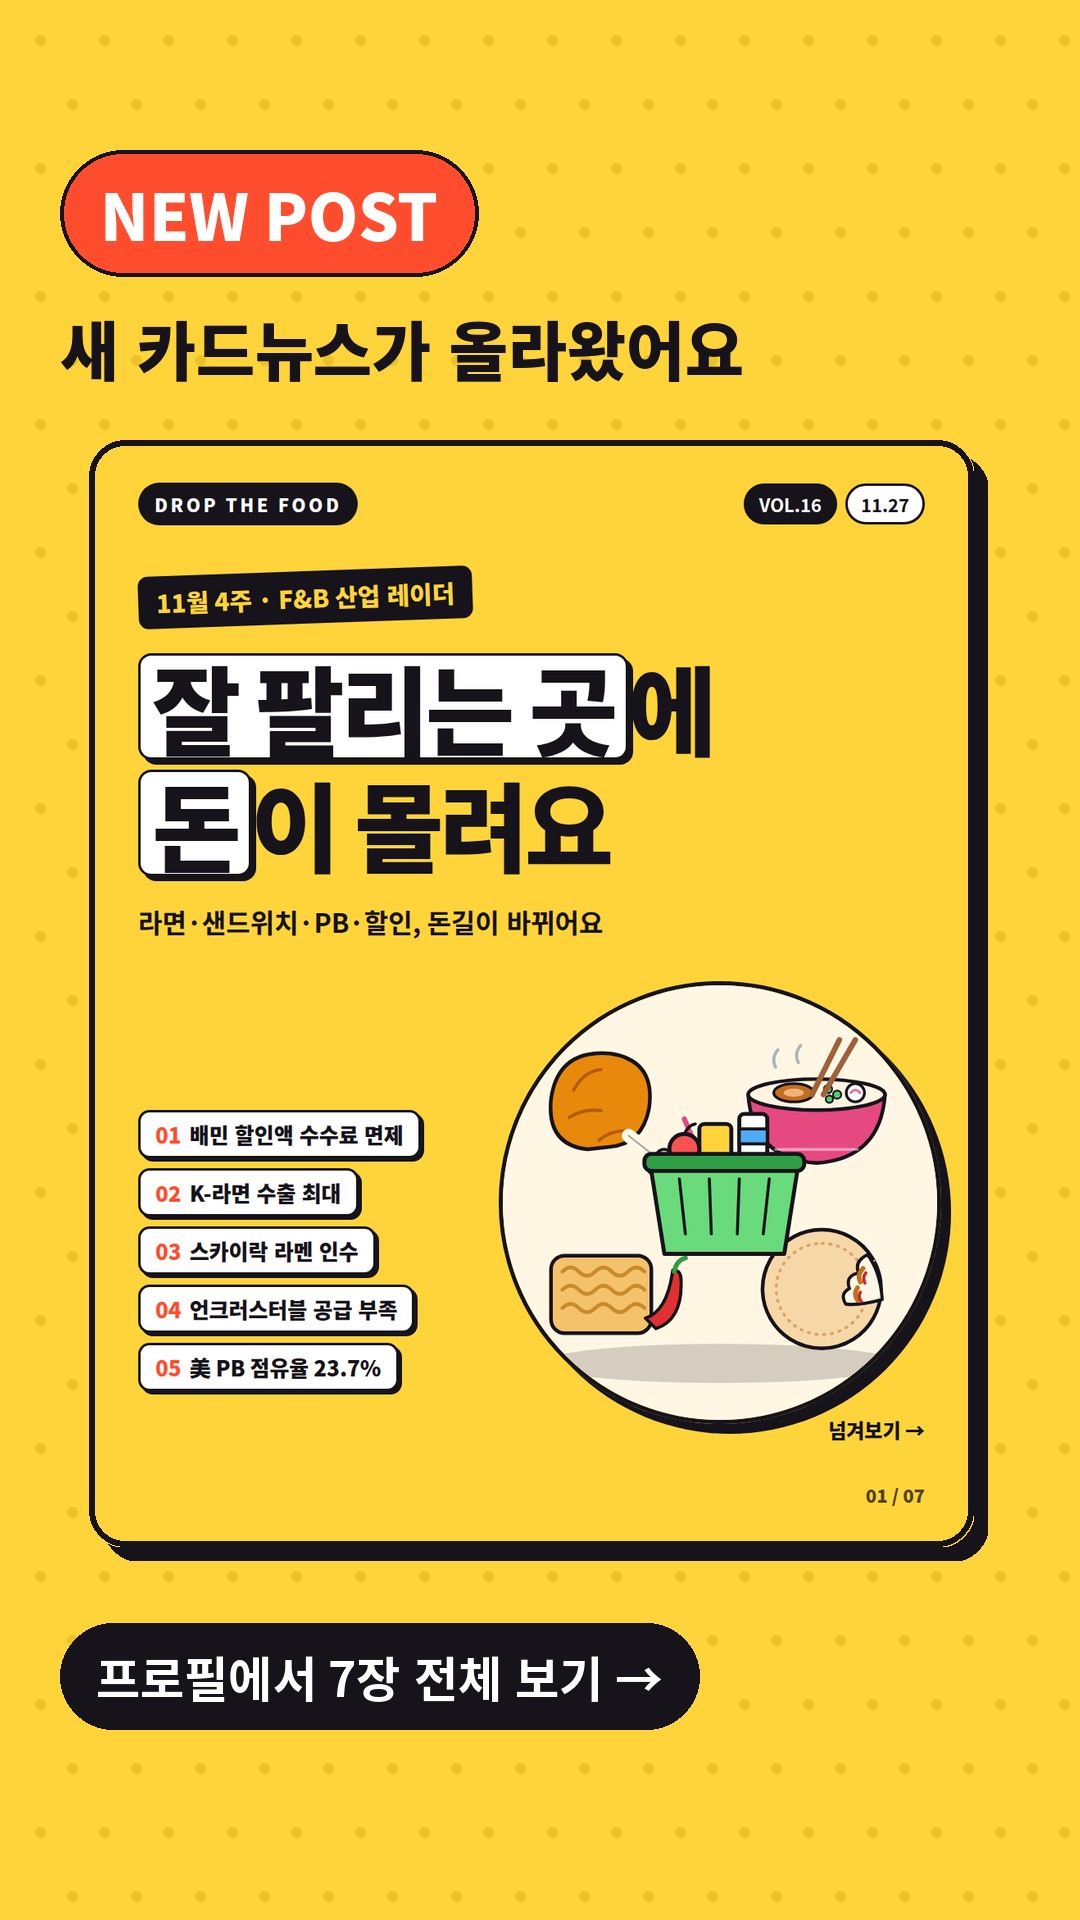 NEW POST
새 카드뉴스가 올라왔어요
DROP THE FOOD
VOL.16
11.27
11월 4주 · F&B 산업 레이더
잘 팔리는 곳에
돈이 몰려요
라면·샌드위치·PB·할인, 돈길이 바뀌어요
01 배민 할인액 수수료 면제
02 K-라면 수출 최대
03 스카이락 라멘 인수
04 언크러스터블 공급 부족
05 美 PB 점유율 23.7%
넘겨보기 →
01 / 07
프로필에서 7장 전체 보기 →